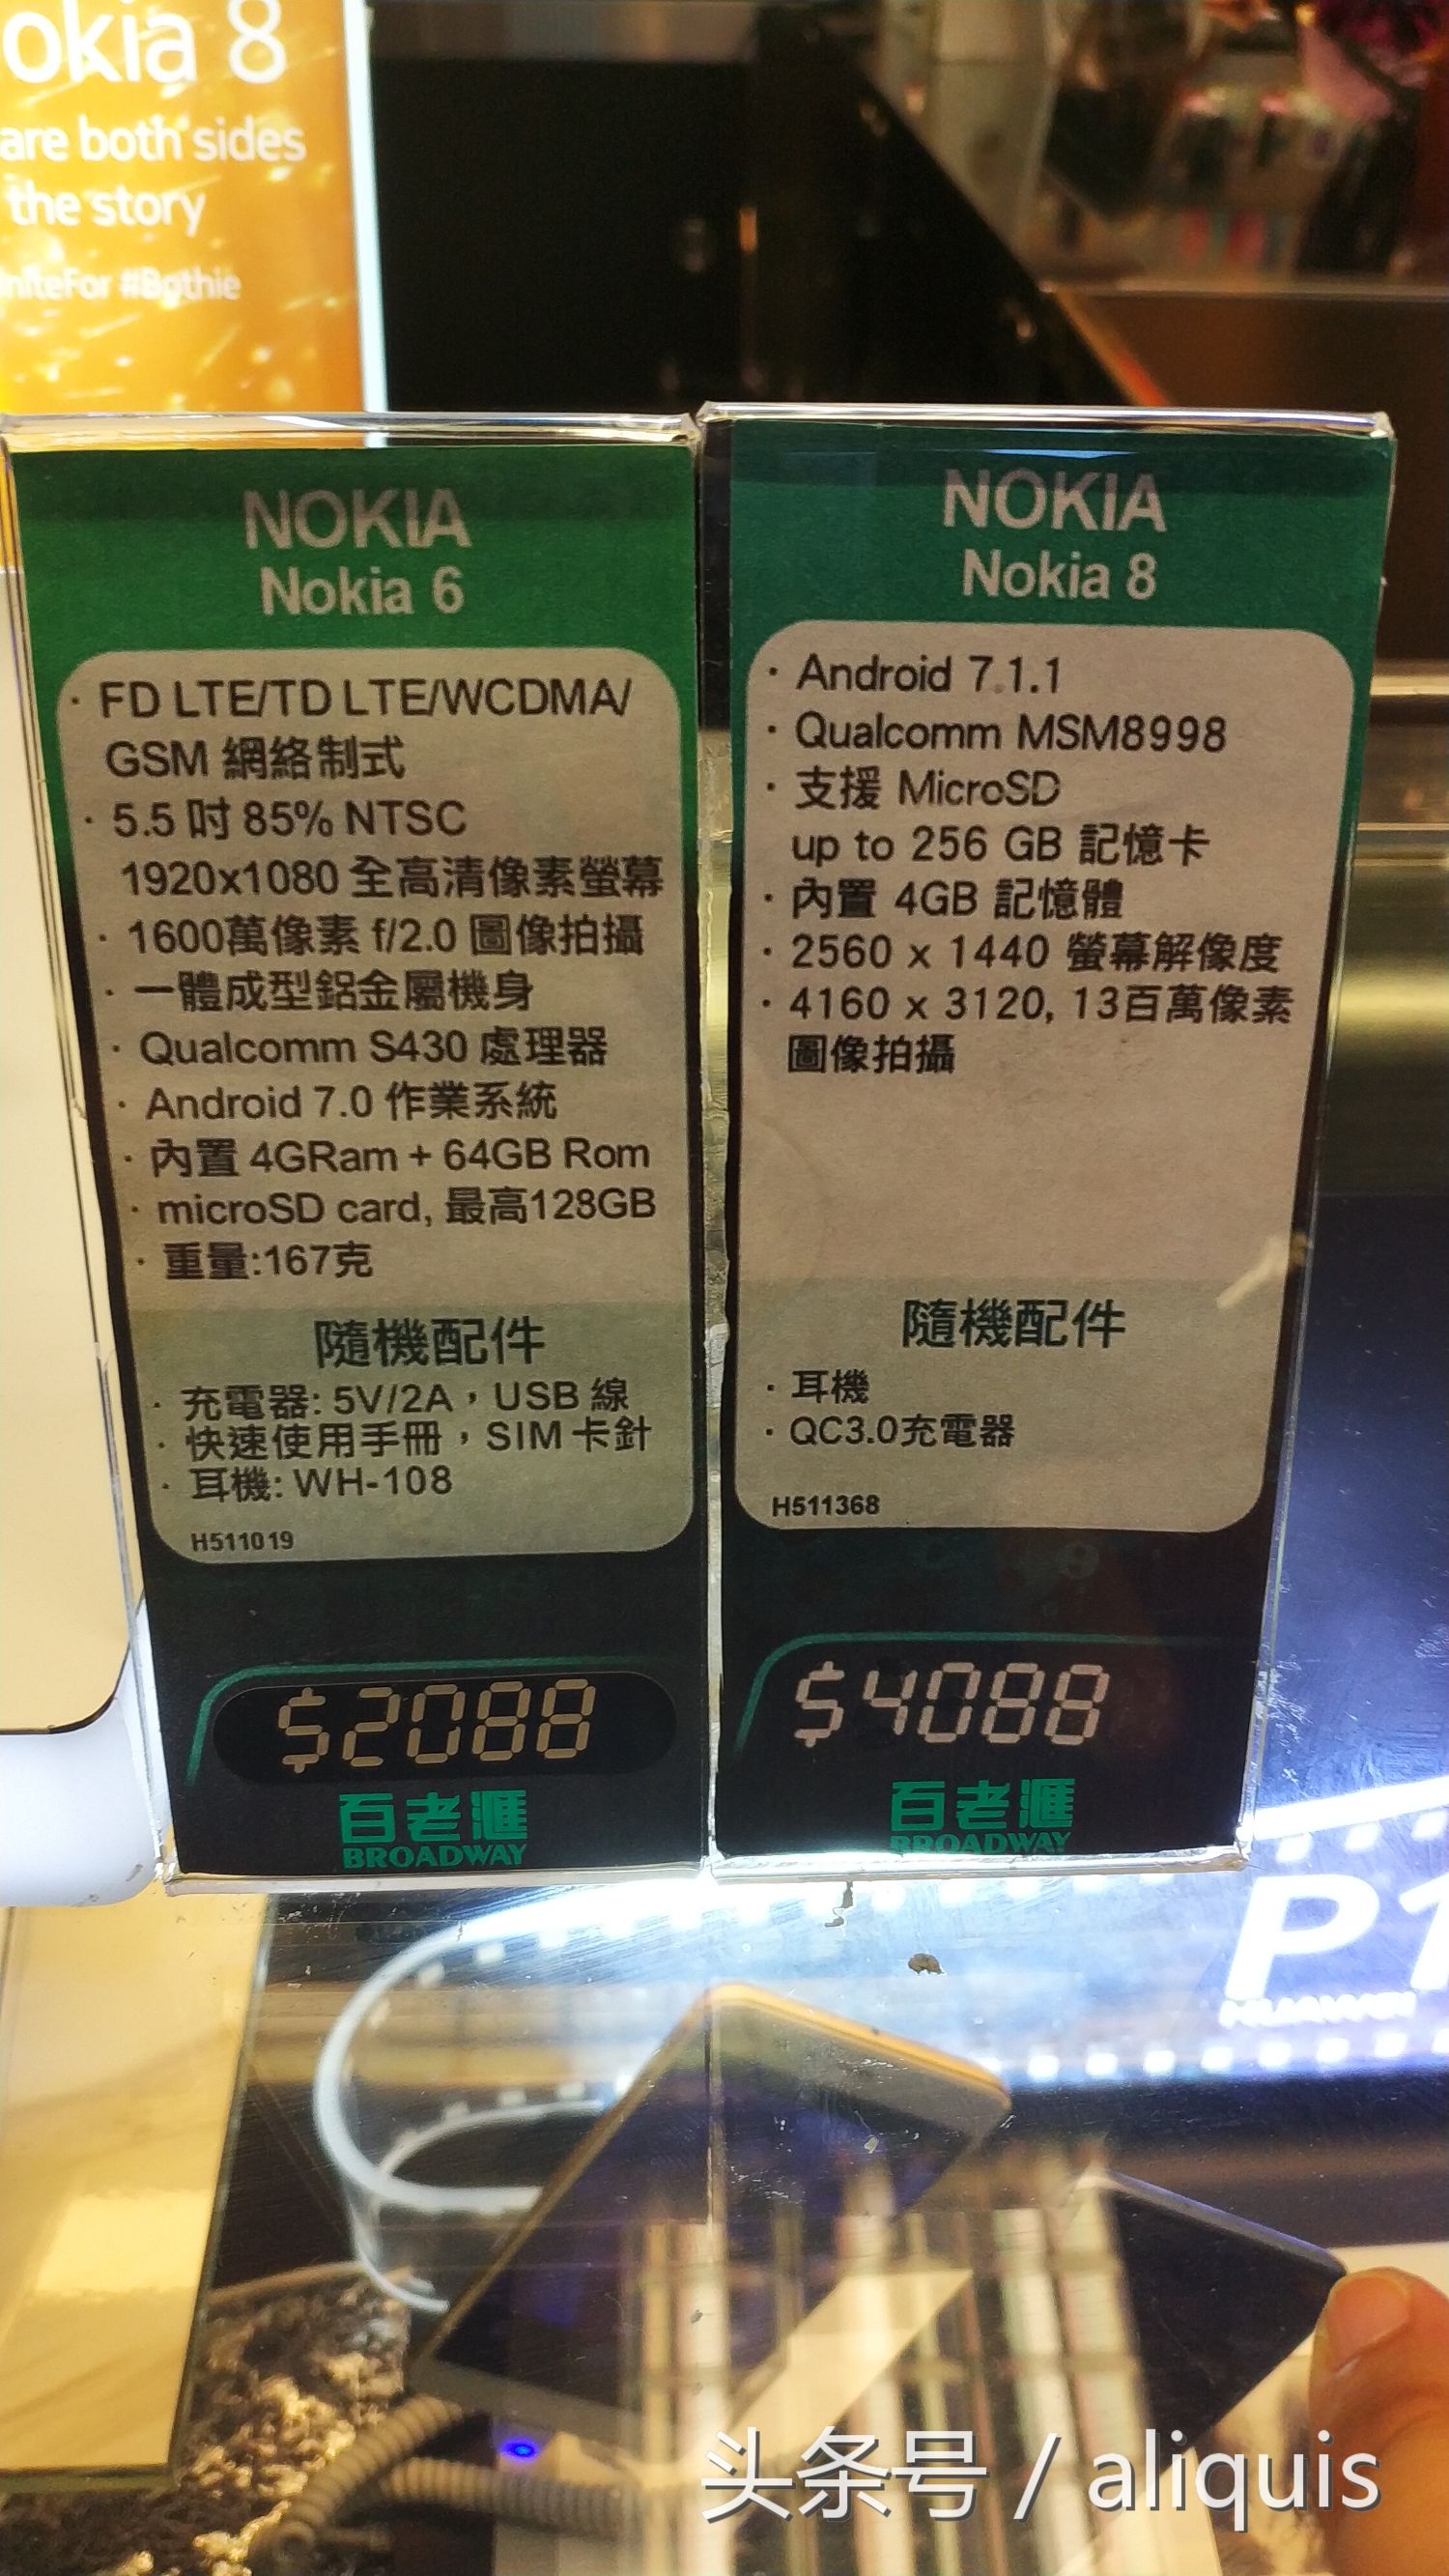 okia 8
are both sides
the story
niteFor #Bothie
NOKIA
Nokia 6
· FD LTE/TD LTE/WCDMA/
GSM 網絡制式
· 5.5 吋 85% NTSC
1920x1080 全高清像素螢幕
· 1600萬像素 f/2.0 圖像拍攝
· 一體成型鋁金屬機身
· Qualcomm S430 處理器
· Android 7.0 作業系統
· 內置 4GRam + 64GB Rom
· microSD card, 最高128GB
· 重量:167克
隨機配件
· 充電器: 5V/2A，USB 線
· 快速使用手冊，SIM 卡針
· 耳機: WH-108
H511019
$2088
百老滙
BROADWAY
NOKIA
Nokia 8
· Android 7.1.1
· Qualcomm MSM8998
· 支援 MicroSD
up to 256 GB 記憶卡
· 內置 4GB 記憶體
· 2560 x 1440 螢幕解像度
· 4160 x 3120, 13百萬像素
圖像拍攝
隨機配件
· 耳機
· QC3.0充電器
H511368
$4088
百老滙
BROADWAY
P1
HUAWEI
头条号 / aliquis